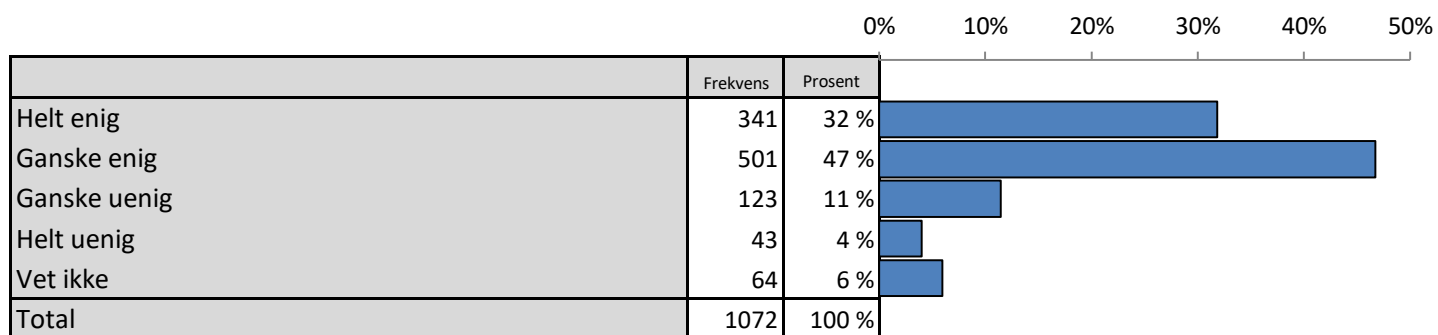 0% 10% 20% 30% 40% 50%
Frekvens Prosent
Helt enig 341 32 %
Ganske enig 501 47 %
Ganske uenig 123 11 %
Helt uenig 43 4 %
Vet ikke 64 6 %
Total 1072 100 %